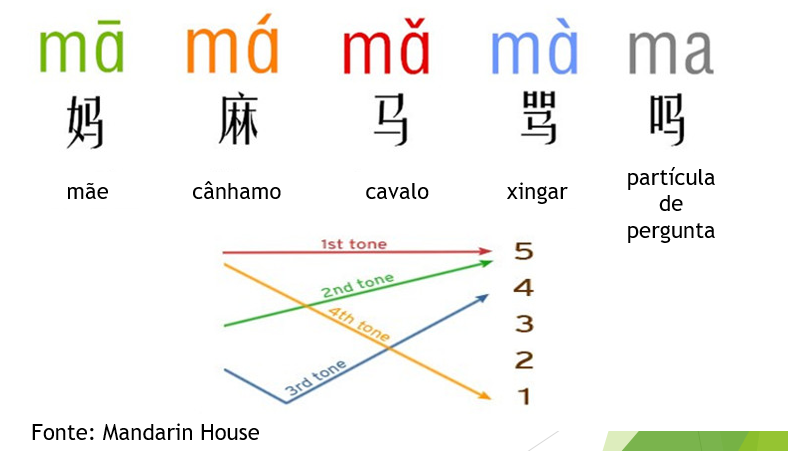 mā má mǎ mà ma
妈 麻 马 骂 吗
mãe cânhamo cavalo xingar partícula
de
pergunta
1st tone
2nd tone
4th tone
3rd tone
5
4
3
2
1
Fonte: Mandarin House